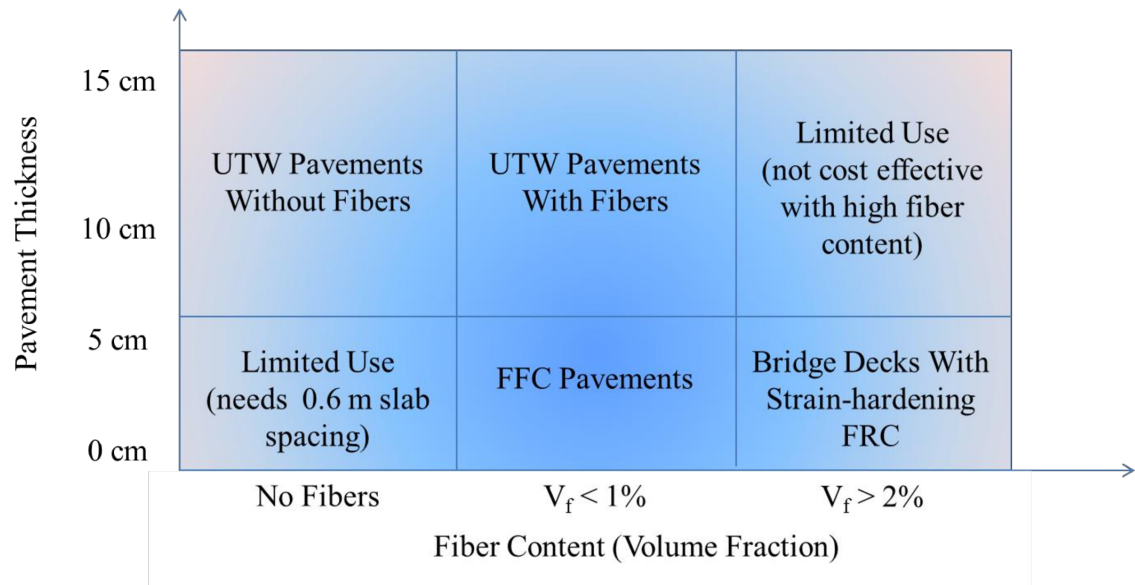 Pavement Thickness
15 cm
10 cm
5 cm
0 cm
UTW Pavements
Without Fibers
UTW Pavements
With Fibers
Limited Use
(not cost effective
with high fiber
content)
Limited Use
(needs 0.6 m slab
spacing)
FFC Pavements
Bridge Decks With
Strain-hardening
FRC
No Fibers
V_f < 1%
V_f > 2%
Fiber Content (Volume Fraction)